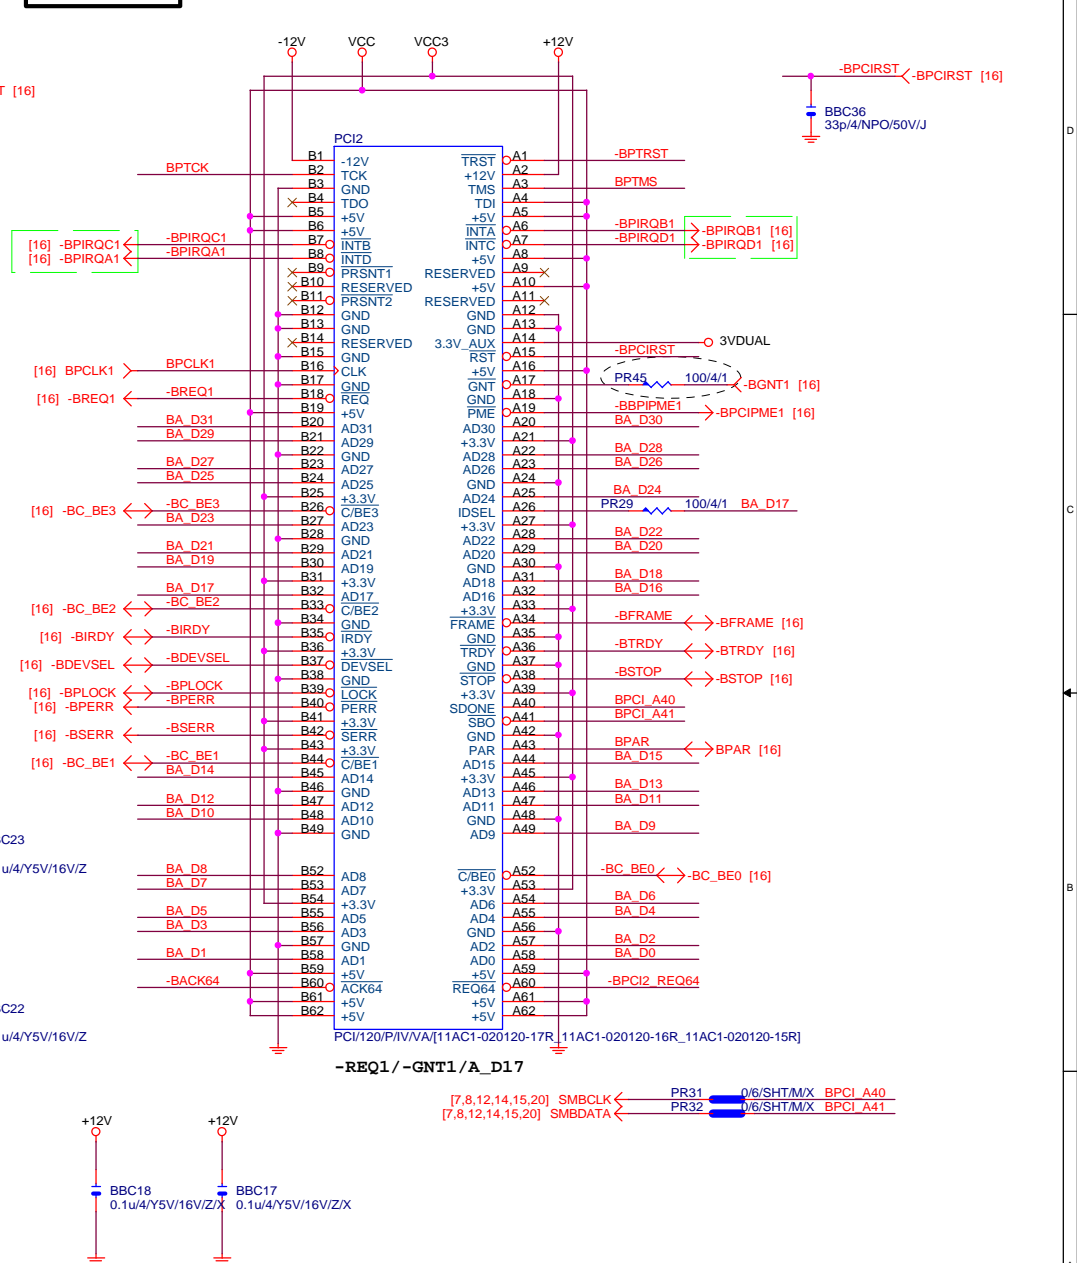 -12V VCC VCC3 +12V
-BPCIRST -BPCIRST [16]
T [16]
BBC36
33p/4/NPO/50V/J
D
PCI2
B1 -12V TRST A1 -BPTRST
BPTCK B2 TCK +12V A2
B3 GND TMS A3 BPTMS
B4 TDO TDI A4
B5 +5V +5V A5
B6 +5V INTA A6 -BPIRQB1 -BPIRQB1 [16]
[16] -BPIRQC1 -BPIRQC1 B7 INTB INTC A7 -BPIRQD1 -BPIRQD1 [16]
[16] -BPIRQA1 -BPIRQA1 B8 INTD +5V A8
B9 PRSNT1 RESERVED A9
B10 RESERVED +5V A10
B11 PRSNT2 RESERVED A11
B12 GND GND A12
B13 GND GND A13
B14 RESERVED 3.3V_AUX A14 3VDUAL
B15 GND RST A15 -BPCIRST
[16] BPCLK1 BPCLK1 B16 CLK +5V A16
B17 GND GNT A17 PR45 100/4/1 -BGNT1 [16]
[16] -BREQ1 -BREQ1 B18 REQ GND A18
B19 +5V PME A19 -BBPIPME1 -BPCIPME1 [16]
BA_D31 B20 AD31 AD30 A20 BA_D30
BA_D29 B21 AD29 +3.3V A21
B22 GND AD28 A22 BA_D28
BA_D27 B23 AD27 AD26 A23 BA_D26
BA_D25 B24 AD25 GND A24
B25 +3.3V AD24 A25 BA_D24
[16] -BC_BE3 -BC_BE3 B26 C/BE3 IDSEL A26 PR29 100/4/1 BA_D17
BA_D23 B27 AD23 +3.3V A27
C
B28 GND AD22 A28 BA_D22
BA_D21 B29 AD21 AD20 A29 BA_D20
BA_D19 B30 AD19 GND A30
B31 +3.3V AD18 A31 BA_D18
BA_D17 B32 AD17 AD16 A32 BA_D16
[16] -BC_BE2 -BC_BE2 B33 C/BE2 +3.3V A33
B34 GND FRAME A34 -BFRAME -BFRAME [16]
[16] -BIRDY -BIRDY B35 IRDY GND A35
B36 +3.3V TRDY A36 -BTRDY -BTRDY [16]
[16] -BDEVSEL -BDEVSEL B37 DEVSEL GND A37
B38 GND STOP A38 -BSTOP -BSTOP [16]
[16] -BPLOCK -BPLOCK B39 LOCK +3.3V A39
[16] -BPERR -BPERR B40 PERR SDONE A40 BPCI_A40
B41 +3.3V SBO A41 BPCI_A41
[16] -BSERR -BSERR B42 SERR GND A42
B43 +3.3V PAR A43 BPAR BPAR [16]
[16] -BC_BE1 -BC_BE1 B44 C/BE1 AD15 A44 BA_D15
BA_D14 B45 AD14 +3.3V A45
B46 GND AD13 A46 BA_D13
BA_D12 B47 AD12 AD11 A47 BA_D11
BA_D10 B48 AD10 GND A48
B49 GND AD9 A49 BA_D9
C23
u/4/Y5V/16V/Z
BA_D8 B52 AD8 C/BE0 A52 -BC_BE0 -BC_BE0 [16]
BA_D7 B53 AD7 +3.3V A53
B
B54 +3.3V AD6 A54 BA_D6
BA_D5 B55 AD5 AD4 A55 BA_D4
BA_D3 B56 AD3 GND A56
B57 GND AD2 A57 BA_D2
BA_D1 B58 AD1 AD0 A58 BA_D0
B59 +5V +5V A59
-BACK64 B60 ACK64 REQ64 A60 -BPCI2_REQ64
B61 +5V +5V A61
B62 +5V +5V A62
C22
u/4/Y5V/16V/Z
PCI/120/P/IV/VA/[11AC1-020120-17R_11AC1-020120-16R_11AC1-020120-15R]
-REQ1/-GNT1/A_D17
[7,8,12,14,15,20] SMBCLK PR31 0/6/SHT/M/X BPCI_A40
[7,8,12,14,15,20] SMBDATA PR32 0/6/SHT/M/X BPCI_A41
+12V +12V
BBC18 BBC17
0.1u/4/Y5V/16V/Z/X 0.1u/4/Y5V/16V/Z/X